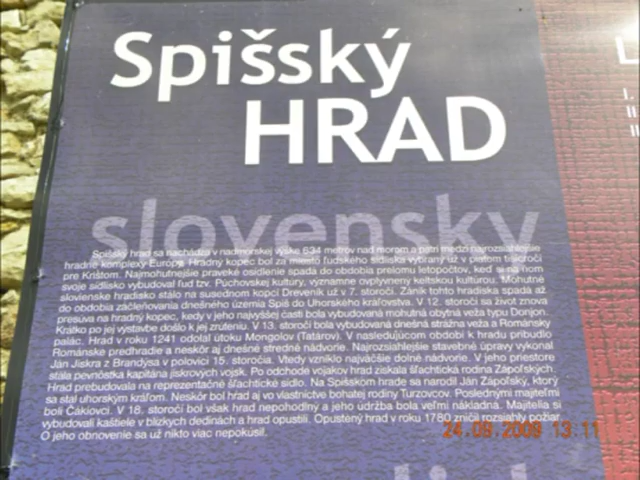 Spišský
HRAD
slovensky
Spišský hrad sa nachádza v nadmorskej výške 634 metrov nad morom a patrí medzi najrozsiahlejšie
hradné komplexy Európy. Hradný kopec bol za miesto ľudského sídliska vybraný už v piatom tisícročí
pre Kristom. Najmohutnejšie praveké osídlenie spadá do obdobia prelomu letopočtov, keď si na ňom
svoje sídlisko vybudoval ľud tzv. Púchovskej kultúry, významne ovplyvnený keltskou kultúrou. Mohutné
slovienske hradisko stálo na susednom kopci Dreveník už v 7. storočí. Zánik tohto hradiska spadá až
do obdobia začleňovania dnešného územia Spiš do Uhorského kráľovstva. V 12. storočí sa život znova
presúva na hradný kopec, kedy v jeho najvyššej časti bola vybudovaná mohutná obytná veža typu Donjon.
Krátko po jej výstavbe došlo k jej zrúteniu. V 13. storočí bola vybudovaná dnešná strážna veža a Románsky
palác. Hrad v roku 1241 odolal útoku Mongolov (Tatárov). V nasledujúcom období k hradu pribudlo
Románske predhradie a neskôr aj dnešné stredné nádvorie. Najrozsiahlejšie stavebné úpravy vykonal
Ján Jiskra z Brandýsa v polovici 15. storočia. Vtedy vzniklo najväčšie dolné nádvorie. V jeho priestore
stála pevnôstka kapitána jiskrových vojsk. Po odchode vojakov hrad získala šľachtická rodina Zápoľských.
Hrad prebudovala na reprezentačné šľachtické sídlo. Na Spišskom hrade sa narodil Ján Zápoľský, ktorý
sa stal uhorským kráľom. Neskôr bol hrad aj vo vlastníctve bohatej rodiny Turzovcov. Poslednými majiteľmi
boli Čákiovci. V 18. storočí bol však hrad nepohodlný a jeho údržba bola veľmi nákladná. Majitelia si
vybudovali kaštiele v blízkych dedinách a hrad opustili. Opustený hrad v roku 1780 zničil rozsiahly požiar.
O jeho obnovenie sa už nikto viac nepokúsil.
24.09.2009 13:11